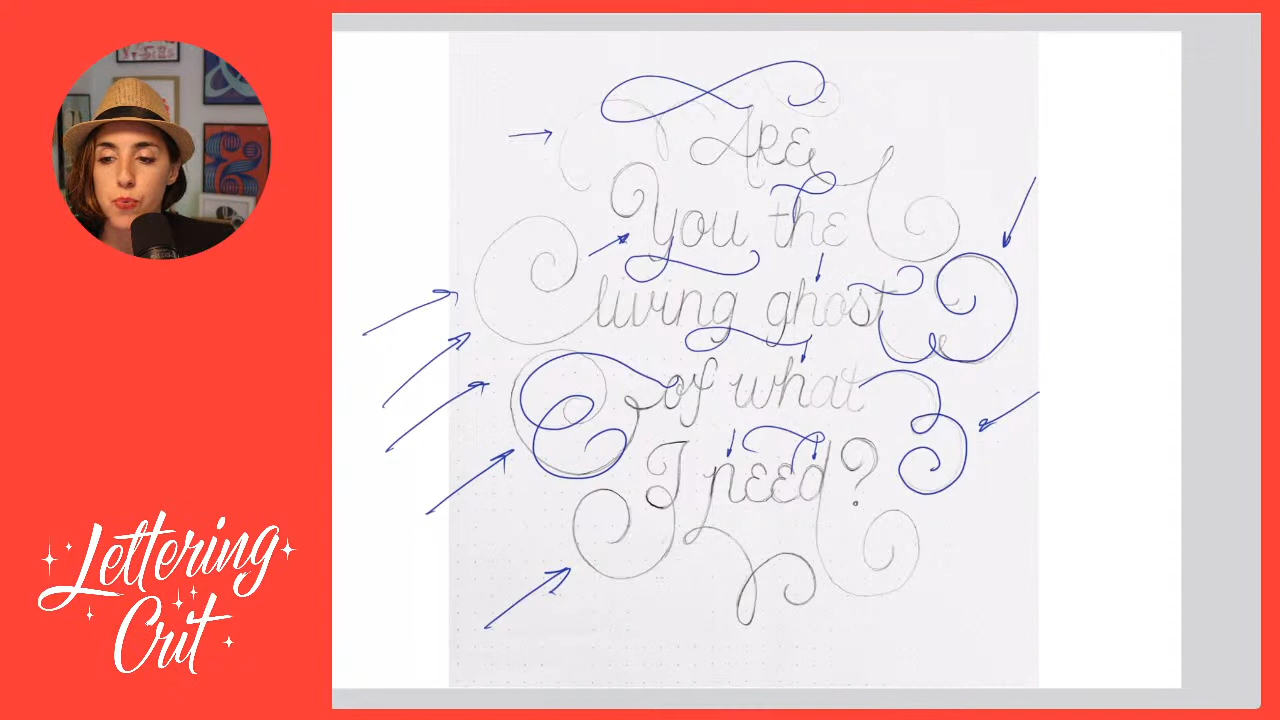 Are
You the
living ghost
of what
I need?
Lettering
Crit